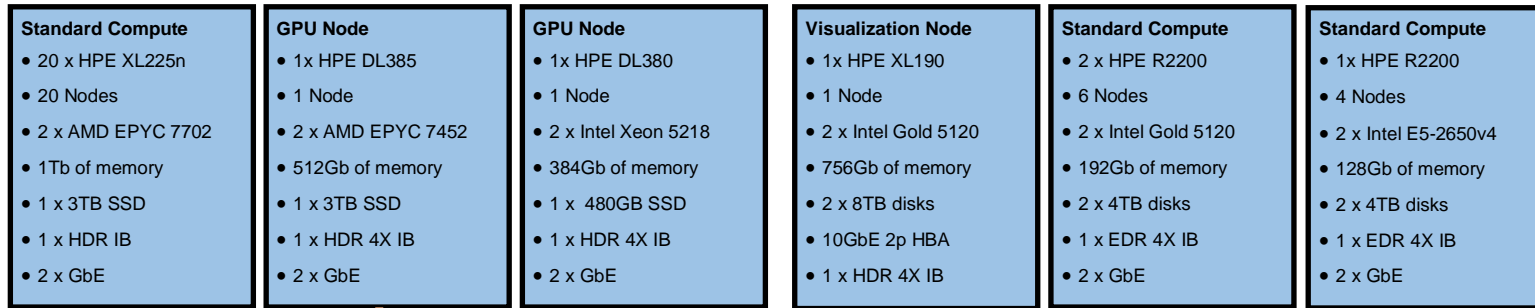 Standard Compute
• 20 x HPE XL225n
• 20 Nodes
• 2 x AMD EPYC 7702
• 1Tb of memory
• 1 x 3TB SSD
• 1 x HDR IB
• 2 x GbE
GPU Node
• 1x HPE DL385
• 1 Node
• 2 x AMD EPYC 7452
• 512Gb of memory
• 1 x 3TB SSD
• 1 x HDR 4X IB
• 2 x GbE
GPU Node
• 1x HPE DL380
• 1 Node
• 2 x Intel Xeon 5218
• 384Gb of memory
• 1 x  480GB SSD
• 1 x HDR 4X IB
• 2 x GbE
Visualization Node
• 1x HPE XL190
• 1 Node
• 2 x Intel Gold 5120
• 756Gb of memory
• 2 x 8TB disks
• 10GbE 2p HBA
• 1 x HDR 4X IB
Standard Compute
• 2 x HPE R2200
• 6 Nodes
• 2 x Intel Gold 5120
• 192Gb of memory
• 2 x 4TB disks
• 1 x EDR 4X IB
• 2 x GbE
Standard Compute
• 1x HPE R2200
• 4 Nodes
• 2 x Intel E5-2650v4
• 128Gb of memory
• 2 x 4TB disks
• 1 x EDR 4X IB
• 2 x GbE